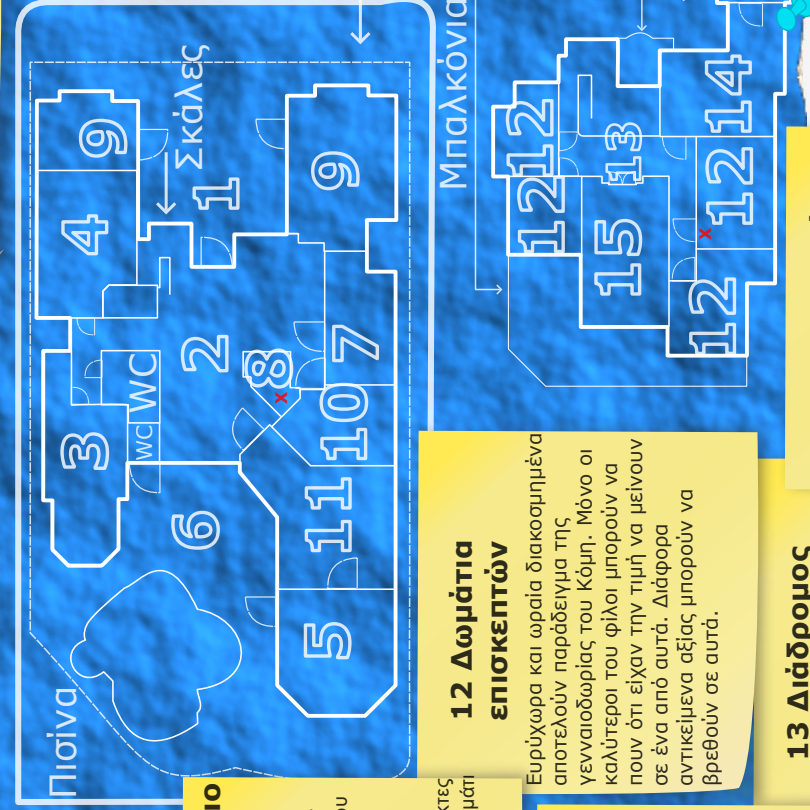 Πισίνα
3
4
9
WC
WC
Σκάλες
6
2
1
8
5
11
10
7
9
Μπαλκόνια
12
12
15
13
12
12
14
x
x
12 Δωμάτια
επισκεπτών
Ευρύχωρα και ωραία διακοσμημένα
αποτελούν παράδειγμα της
γενναιοδωρίας του Κόμη. Μόνο οι
καλύτεροι του φίλοι μπορούν να
πουν ότι είχαν την τιμή να μείνουν
σε ένα από αυτά. Διάφορα
αντικείμενα αξίας μπορούν να
βρεθούν σε αυτά.
13 Διάδρομος